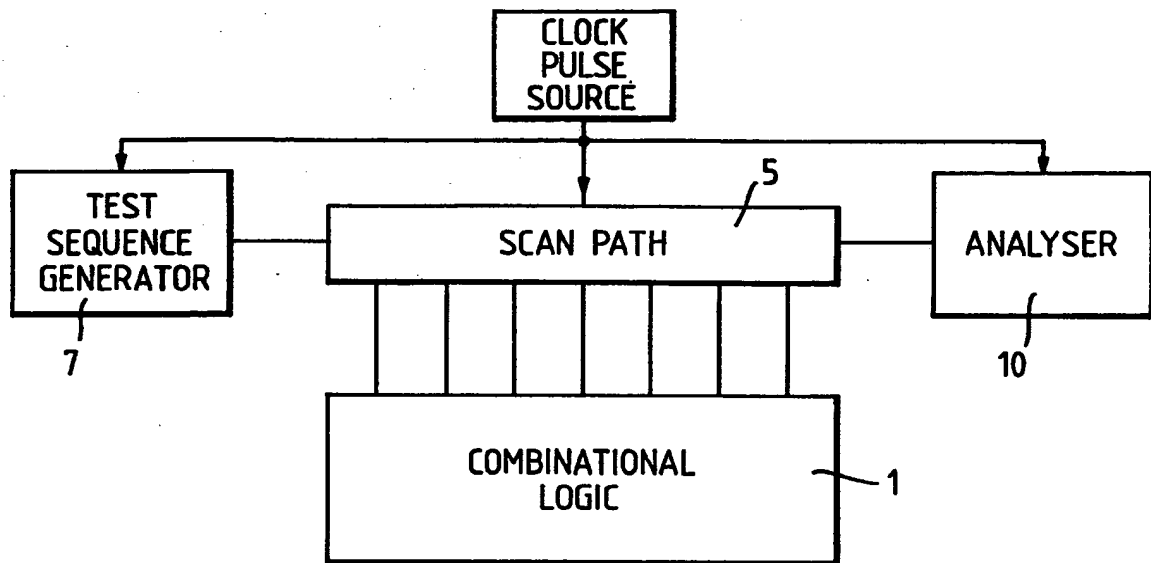 CLOCK
PULSE
SOURCE
5
TEST
SEQUENCE
GENERATOR
SCAN PATH
ANALYSER
7
10
COMBINATIONAL
LOGIC
1